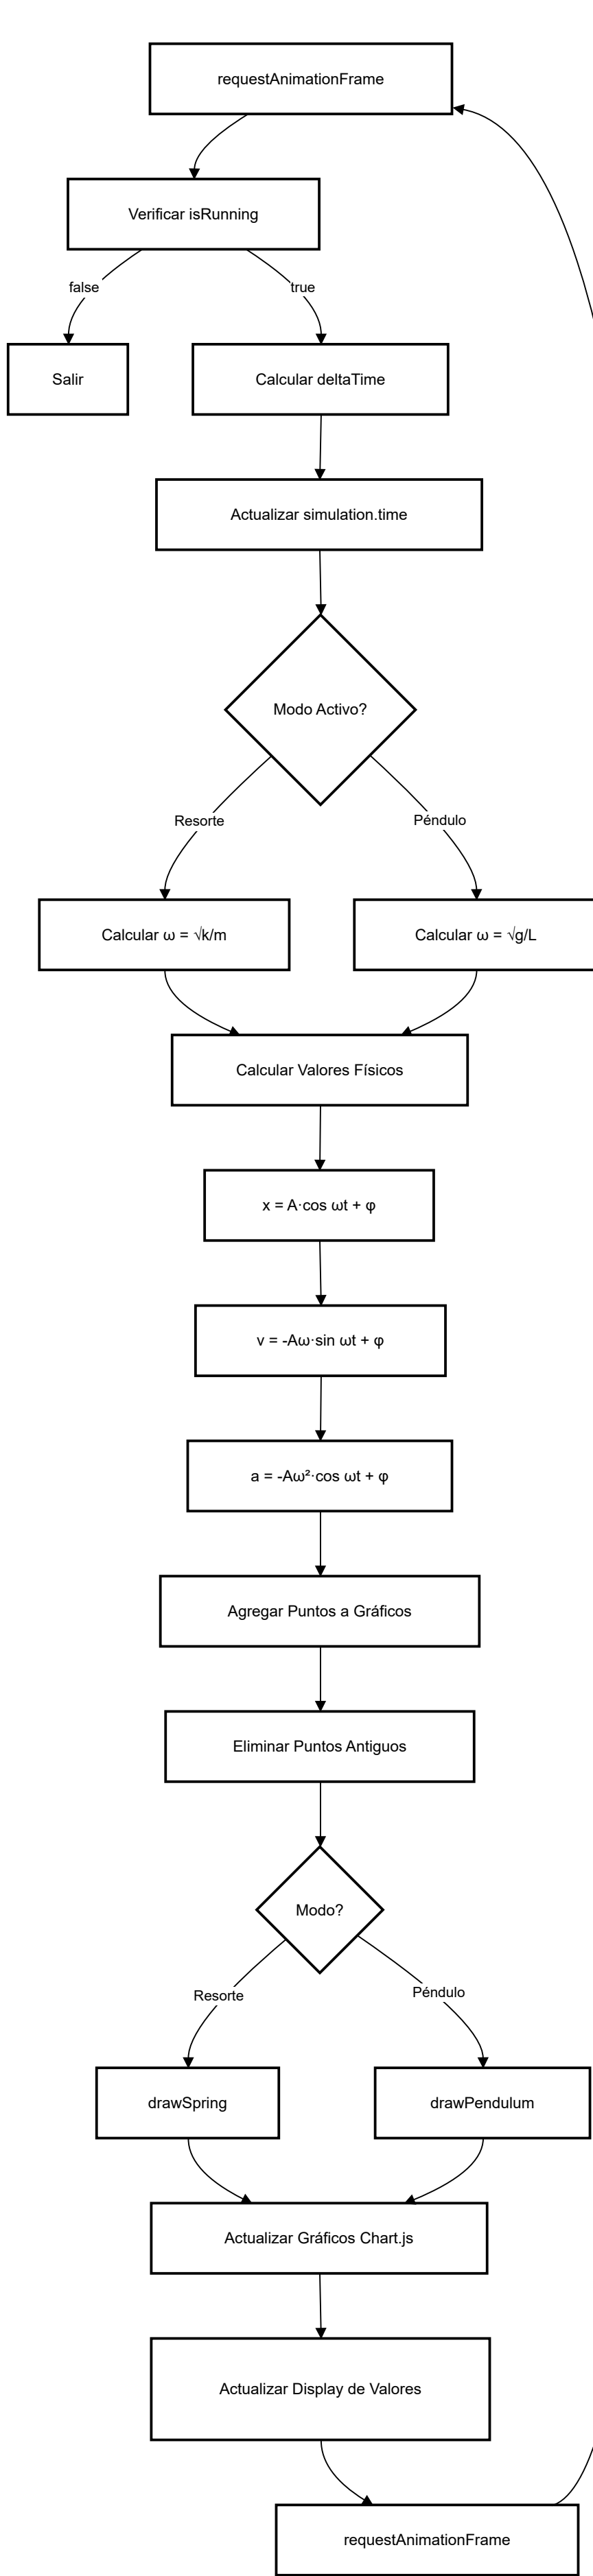 requestAnimationFrame
Verificar isRunning
false
true
Salir
Calcular deltaTime
Actualizar simulation.time
Modo Activo?
Resorte
Péndulo
Calcular ω = √k/m
Calcular ω = √g/L
Calcular Valores Físicos
x = A·cos ωt + φ
v = -Aω·sin ωt + φ
a = -Aω²·cos ωt + φ
Agregar Puntos a Gráficos
Eliminar Puntos Antiguos
Modo?
Resorte
Péndulo
drawSpring
drawPendulum
Actualizar Gráficos Chart.js
Actualizar Display de Valores
requestAnimationFrame